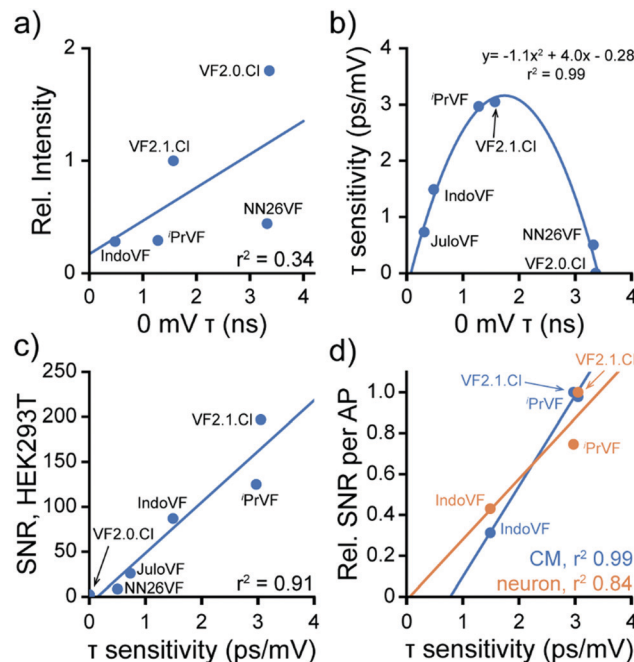 a)
2
VF2.0.Cl
Rel. Intensity
VF2.1.Cl
1
IndoVF
ⁱPrVF
NN26VF
r² = 0.34
0
0 1 2 3 4
0 mV τ (ns)
b)
y= -1.1x² + 4.0x - 0.28
r² = 0.99
4
τ sensitivity (ps/mV)
ⁱPrVF
3
VF2.1.Cl
2
IndoVF
1
JuloVF
NN26VF
VF2.0.Cl
0
0 1 2 3 4
0 mV τ (ns)
c)
250
SNR, HEK293T
200
VF2.1.Cl
150
ⁱPrVF
100
IndoVF
VF2.0.Cl
50
JuloVF
NN26VF
r² = 0.91
0
0 1 2 3 4
τ sensitivity (ps/mV)
d)
VF2.1.Cl
VF2.1.Cl
1.0
ⁱPrVF
Rel. SNR per AP
0.8
ⁱPrVF
0.6
IndoVF
0.4
IndoVF
0.2
CM, r² 0.99
neuron, r² 0.84
0
0 1 2 3 4
τ sensitivity (ps/mV)